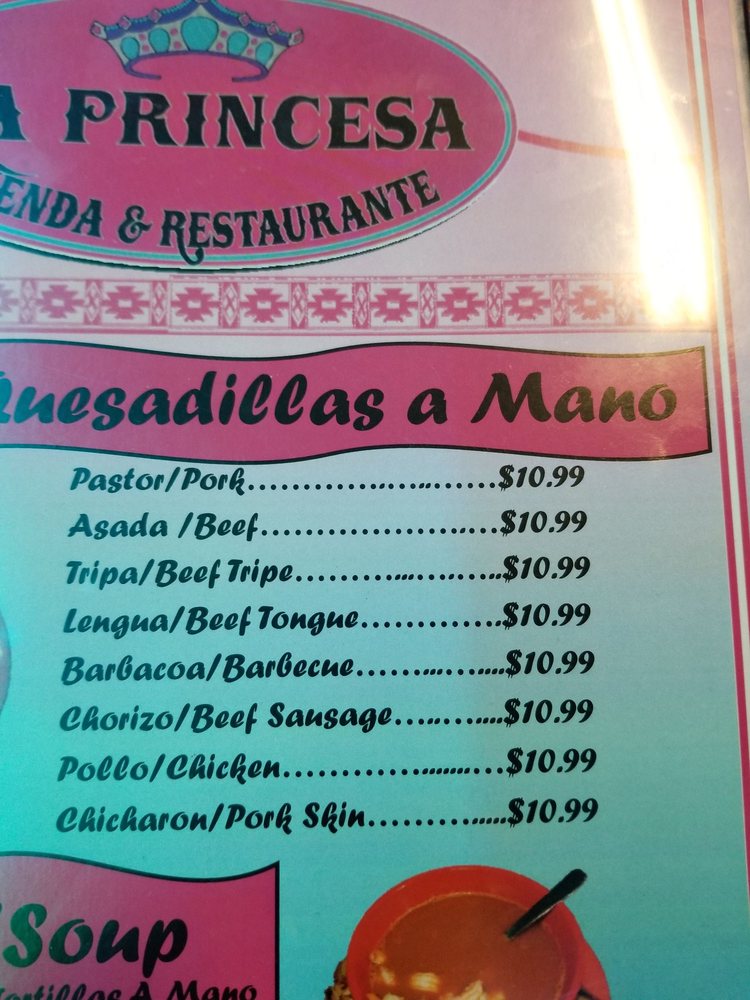 PRINCESA
& RESTAURANTE
Quesadillas a Mano
Pastor/Pork.........................$10.99
Asada /Beef.........................$10.99
Tripa/Beef Tripe.....................$10.99
Lengua/Beef Tongue..............$10.99
Barbacoa/Barbecue..............$10.99
Chorizo/Beef Sausage...........$10.99
Pollo/Chicken.......................$10.99
Chicharon/Pork Skin..............$10.99
Soup
Tortillas A Mano